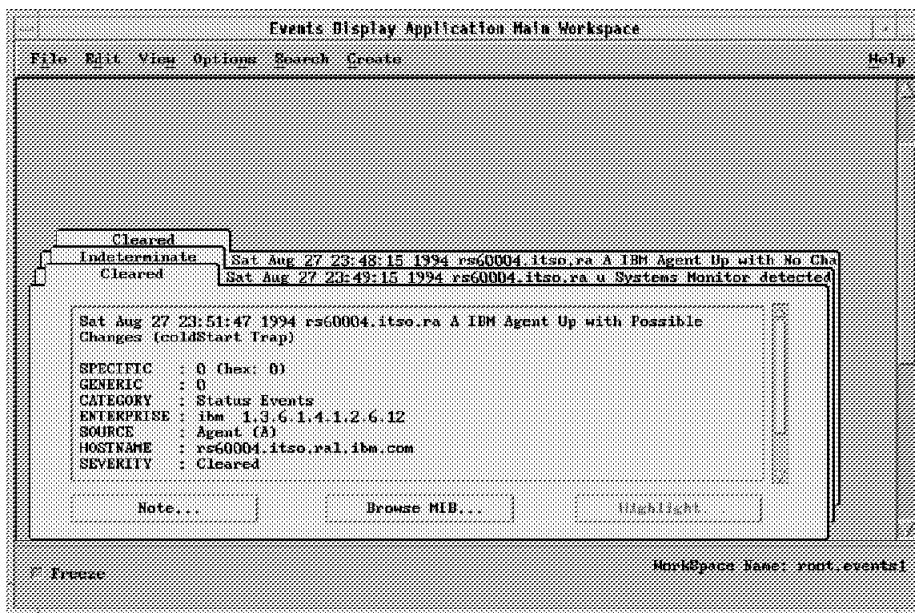 Events Display Application Main Workspace
File Edit View Options Search Create Help
Cleared
Indeterminate Sat Aug 27 23:48:15 1994 rs60004.itso.ra A IBM Agent Up with No Cha
Cleared Sat Aug 27 23:49:15 1994 rs60004.itso.ra u Systems Monitor detected
Sat Aug 27 23:51:47 1994 rs60004.itso.ra A IBM Agent Up with Possible
Changes (coldStart Trap)
SPECIFIC : 0 (hex: 0)
GENERIC : 0
CATEGORY : Status Events
ENTERPRISE : ibm 1.3.6.1.4.1.2.6.12
SOURCE : Agent (A)
HOSTNAME : rs60004.itso.ral.ibm.com
SEVERITY : Cleared
Note... Browse MIB... Highlight
Freeze WorkSpace Name: root.events1